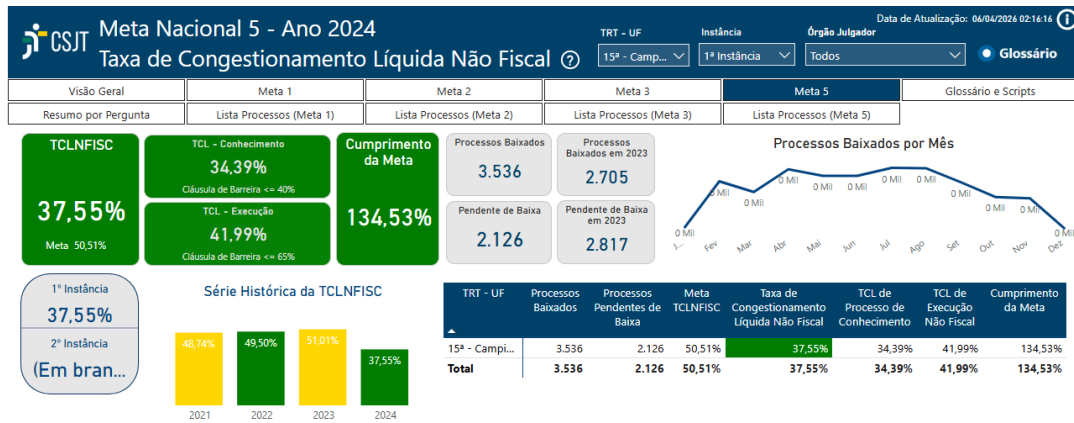 CSJT
Meta Nacional 5 - Ano 2024
Taxa de Congestionamento Líquida Não Fiscal ?
Data de Atualização: 06/04/2026 02:16:16 i
TRT - UF
Instância
Órgão Julgador
15ª - Camp...
1ª Instância
Todos
Glossário
Visão Geral
Meta 1
Meta 2
Meta 3
Meta 5
Glossário e Scripts
Resumo por Pergunta
Lista Processos (Meta 1)
Lista Processos (Meta 2)
Lista Processos (Meta 3)
Lista Processos (Meta 5)
TCLNFISC
37,55%
Meta 50,51%
TCL - Conhecimento
34,39%
Cláusula de Barreira <= 40%
TCL - Execução
41,99%
Cláusula de Barreira <= 65%
Cumprimento
da Meta
134,53%
Processos Baixados
3.536
Processos
Baixados em 2023
2.705
Pendente de Baixa
2.126
Pendente de Baixa
em 2023
2.817
Processos Baixados por Mês
0 Mil
0 Mil
0 Mil
0 Mil
0 Mil
0 Mil
0 Mil
0 Mil
0 Mil
0 Mil
0 Mil
J...
Fev
Mar
Abr
Mai
Jun
Jul
Ago
Set
Out
Nov
Dez
1° Instância
37,55%
2° Instância
(Em bran...
Série Histórica da TCLNFISC
48,74%
49,50%
51,01%
37,55%
2021
2022
2023
2024
TRT - UF
Processos
Baixados
Processos
Pendentes de
Baixa
Meta
TCLNFISC
Taxa de
Congestionamento
Líquida Não Fiscal
TCL de
Processo de
Conhecimento
TCL de
Execução
Não Fiscal
Cumprimento
da Meta
15ª - Campi... 3.536 2.126 50,51% 37,55% 34,39% 41,99% 134,53%
Total 3.536 2.126 50,51% 37,55% 34,39% 41,99% 134,53%